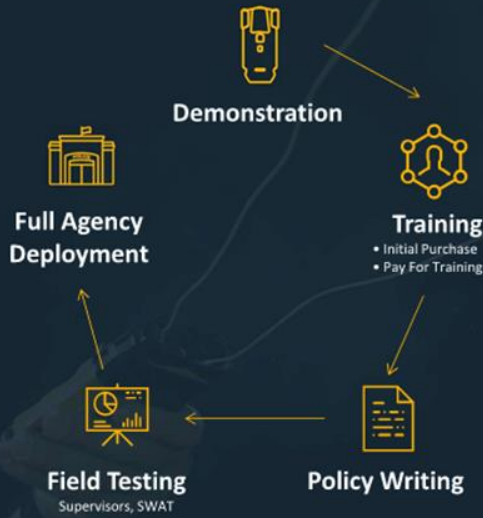 Demonstration
Training
• Initial Purchase
• Pay For Training
Policy Writing
Field Testing
Supervisors, SWAT
Full Agency
Deployment